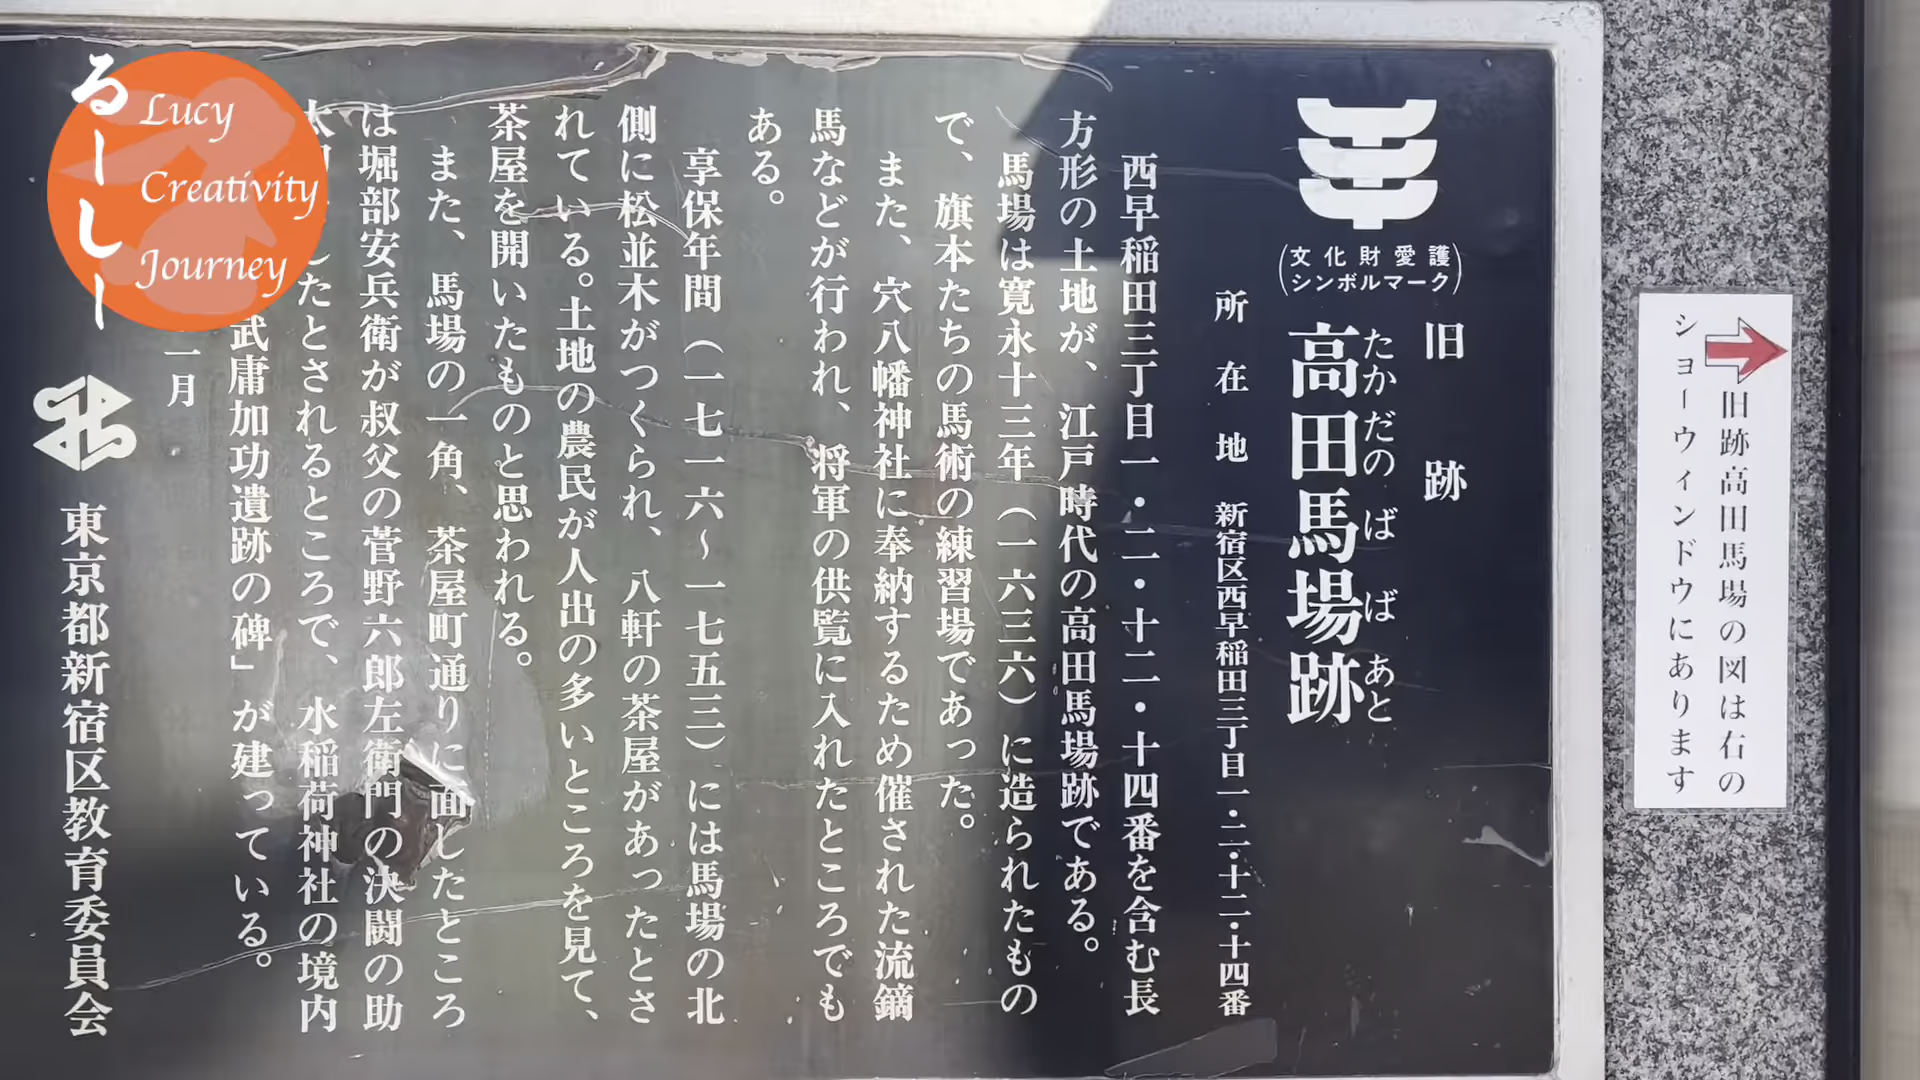 旧跡高田馬場の図は右の
ショーウィンドウにあります
旧跡
たかだのばばあと
高田馬場跡
(文化財愛護
シンボルマーク)
所在地 新宿区西早稲田三丁目一・二・十二・十四番
西早稲田三丁目一・二・十二・十四番を含む長
方形の土地が、江戸時代の高田馬場跡である。
馬場は寛永十三年(一六三六)に造られたもの
で、旗本たちの馬術の練習場であった。
また、穴八幡神社に奉納するため催された流鏑
馬などが行われ、将軍の供覧に入れたところでも
ある。
享保年間(一七一六～一七五三)には馬場の北
側に松並木がつくられ、八軒の茶屋があったとさ
れている。土地の農民が人出の多いところを見て、
茶屋を開いたものと思われる。
また、馬場の一角、茶屋町通りに面したところ
は堀部安兵衛が叔父の菅野六郎左衛門の決闘の助
したとされるところで、水稲荷神社の境内
武庸加功遺跡の碑」が建っている。
一月
東京都新宿区教育委員会
るーしー
Lucy
Creativity
Journey